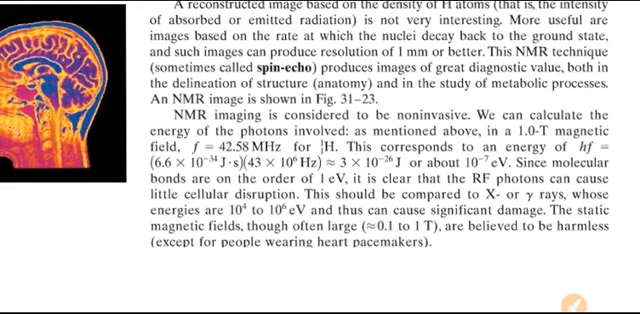 A reconstructed image based on the density of H atoms (that is, the intensity
of absorbed or emitted radiation) is not very interesting. More useful are
images based on the rate at which the nuclei decay back to the ground state,
and such images can produce resolution of 1 mm or better. This NMR technique
(sometimes called spin-echo) produces images of great diagnostic value, both in
the delineation of structure (anatomy) and in the study of metabolic processes.
An NMR image is shown in Fig. 31–23.
NMR imaging is considered to be noninvasive. We can calculate the
energy of the photons involved: as mentioned above, in a 1.0-T magnetic
field, f = 42.58 MHz for ¹₁H. This corresponds to an energy of hf =
(6.6 × 10⁻³⁴ J·s)(43 × 10⁶ Hz) ≈ 3 × 10⁻²⁶ J or about 10⁻⁷ eV. Since molecular
bonds are on the order of 1 eV, it is clear that the RF photons can cause
little cellular disruption. This should be compared to X- or γ rays, whose
energies are 10⁴ to 10⁶ eV and thus can cause significant damage. The static
magnetic fields, though often large (≈0.1 to 1 T), are believed to be harmless
(except for people wearing heart pacemakers).